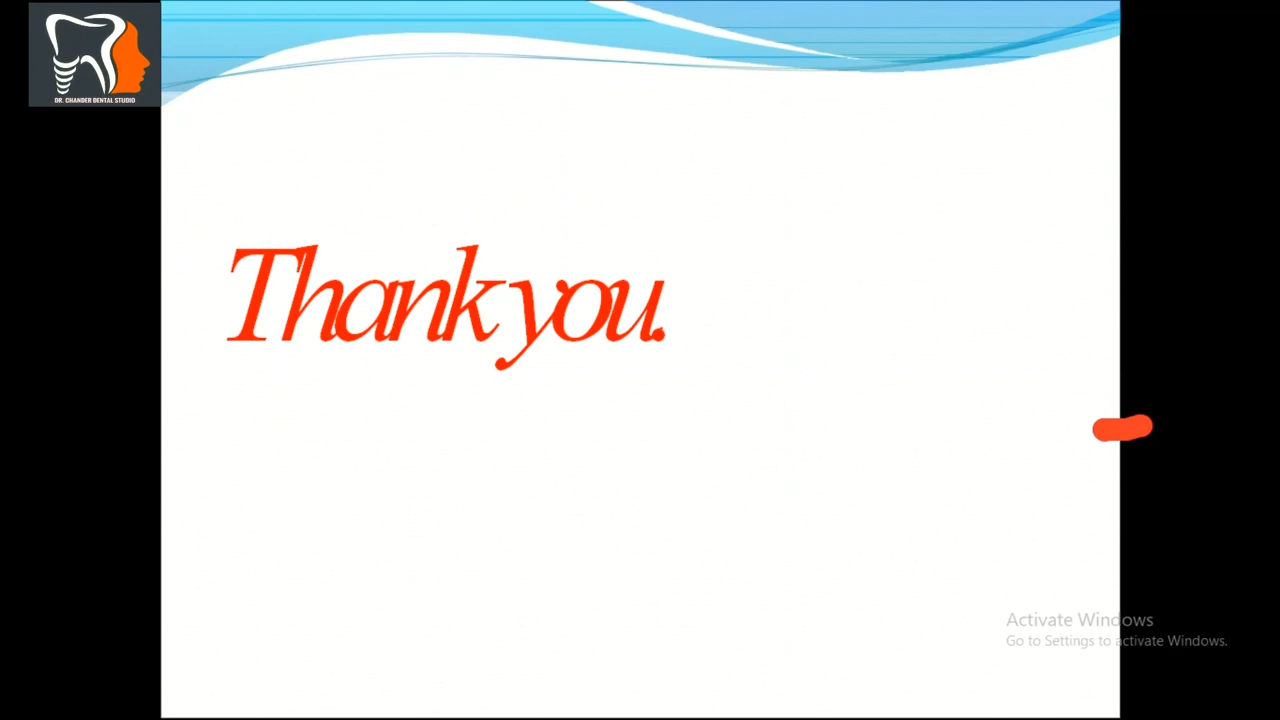 DR. CHANDER DENTAL STUDIO
Thank you.
Activate Windows
Go to Settings to activate Windows.